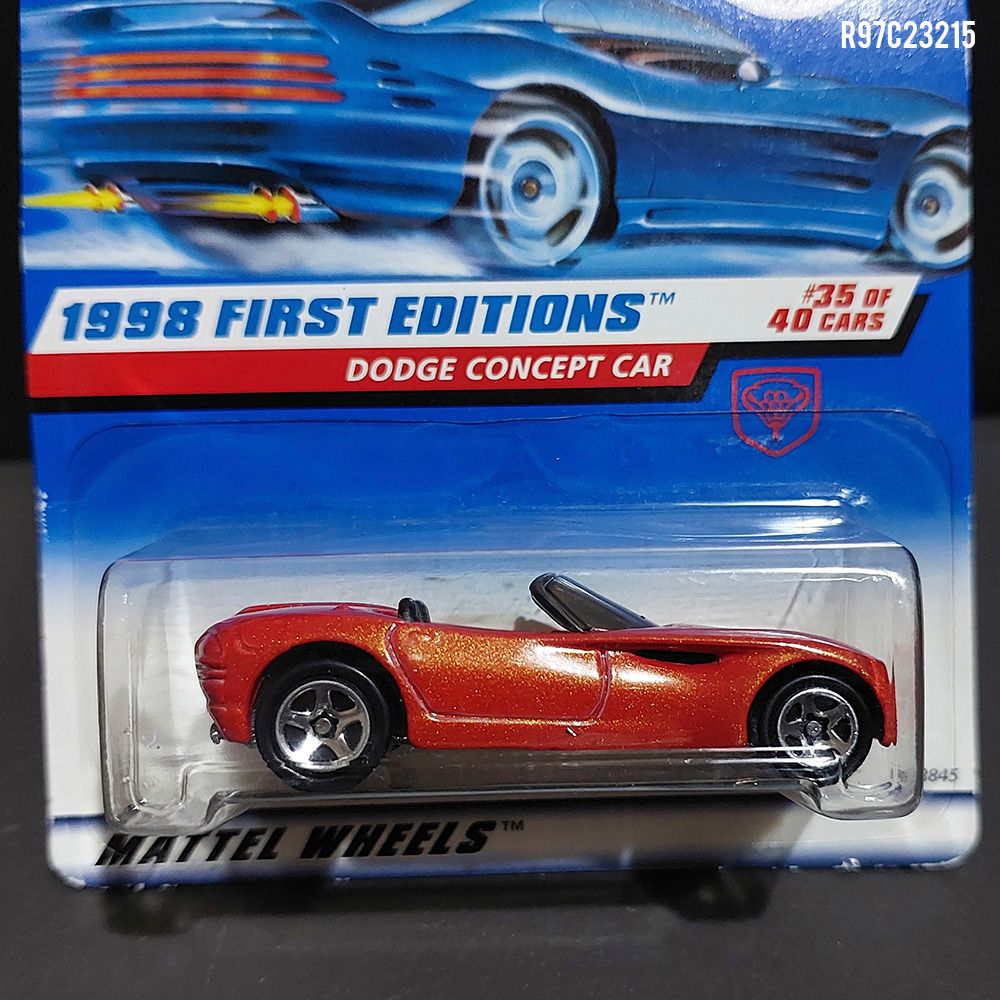 R97C23215
1998 FIRST EDITIONS™
#35 OF
40 CARS
DODGE CONCEPT CAR
MATTEL WHEELS™